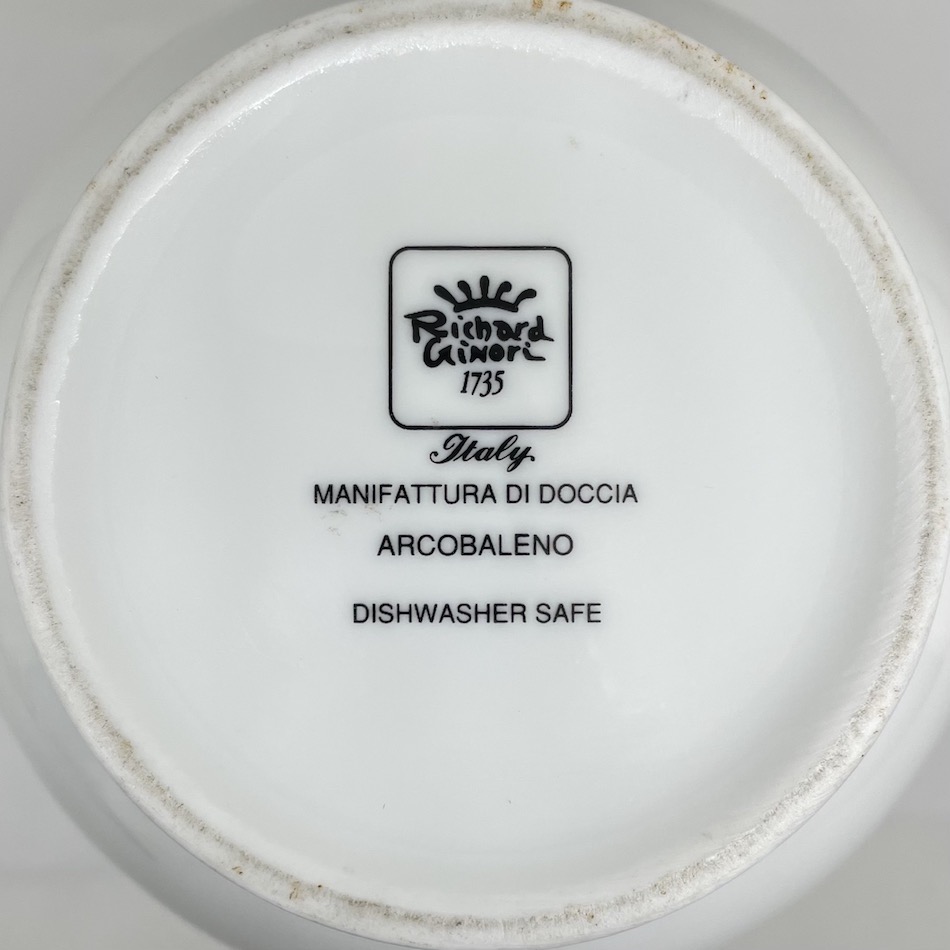 Richard
Ginori
1735
Italy
MANIFATTURA DI DOCCIA
ARCOBALENO
DISHWASHER SAFE